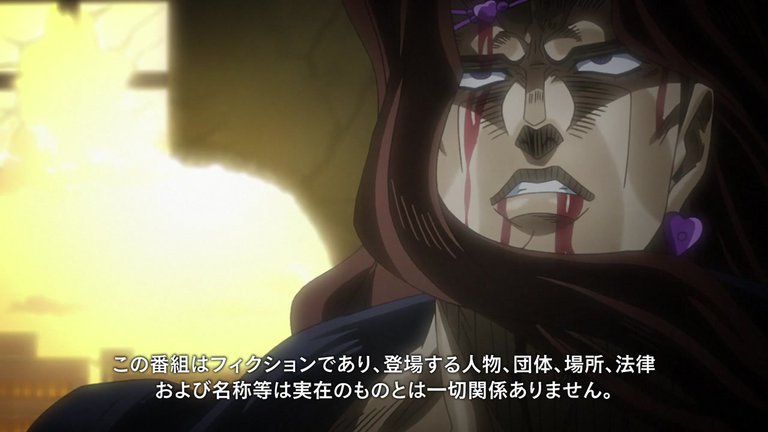 この番組はフィクションであり、登場する人物、団体、場所、法律
および名称等は実在のものとは一切関係ありません。